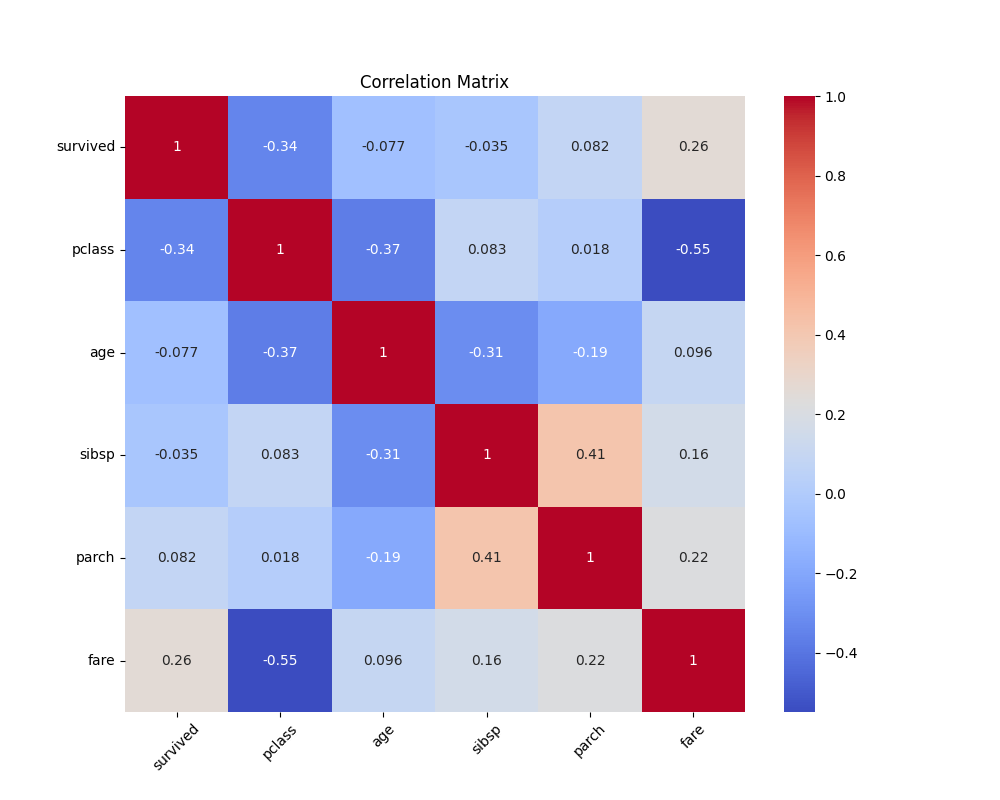 Correlation Matrix
survived 1 -0.34 -0.077 -0.035 0.082 0.26
pclass -0.34 1 -0.37 0.083 0.018 -0.55
age -0.077 -0.37 1 -0.31 -0.19 0.096
sibsp -0.035 0.083 -0.31 1 0.41 0.16
parch 0.082 0.018 -0.19 0.41 1 0.22
fare 0.26 -0.55 0.096 0.16 0.22 1
survived pclass age sibsp parch fare
1.0
0.8
0.6
0.4
0.2
0.0
−0.2
−0.4